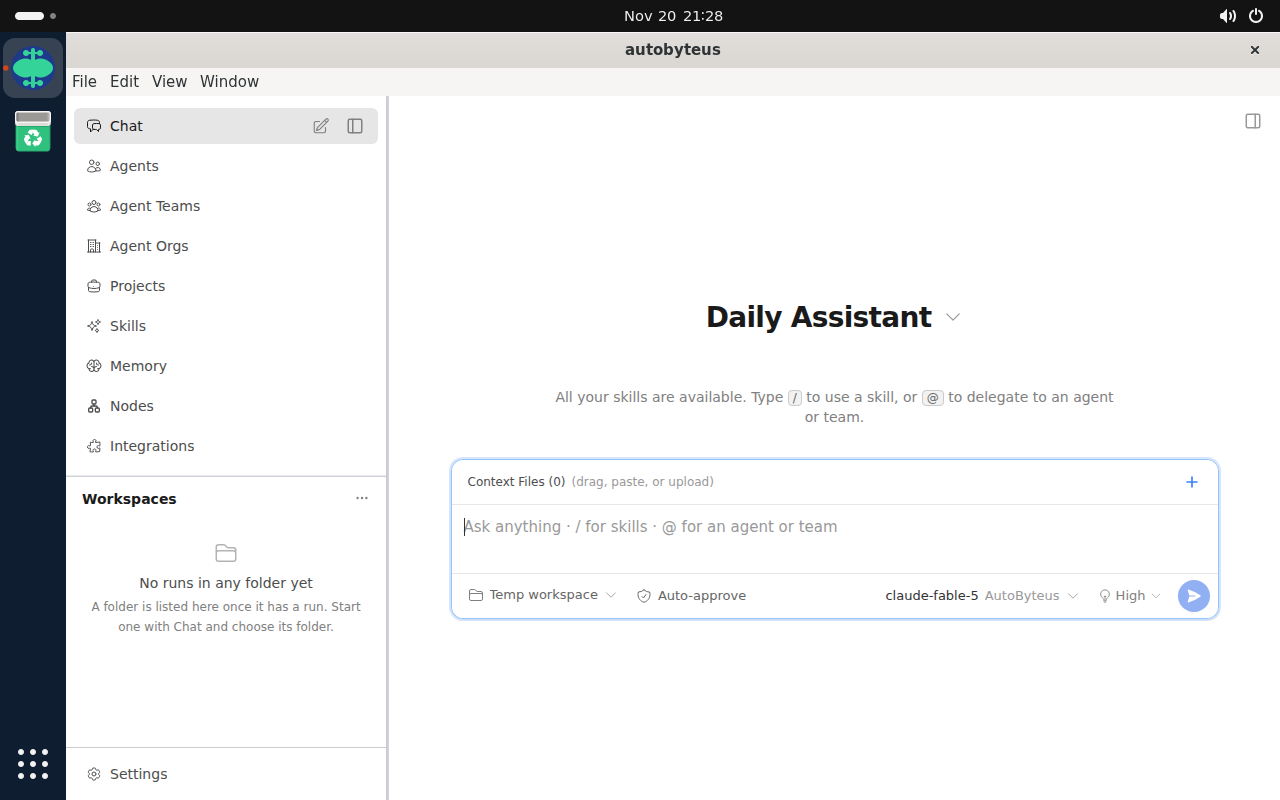 Nov 20 21:28
autobyteus
File Edit View Window
Chat
Agents
Agent Teams
Agent Orgs
Projects
Skills
Memory
Nodes
Integrations
Workspaces
No runs in any folder yet
A folder is listed here once it has a run. Start
one with Chat and choose its folder.
Settings
Daily Assistant
All your skills are available. Type / to use a skill, or @ to delegate to an agent
or team.
Context Files (0) (drag, paste, or upload)
Ask anything · / for skills · @ for an agent or team
Temp workspace Auto-approve claude-fable-5 AutoByteus High